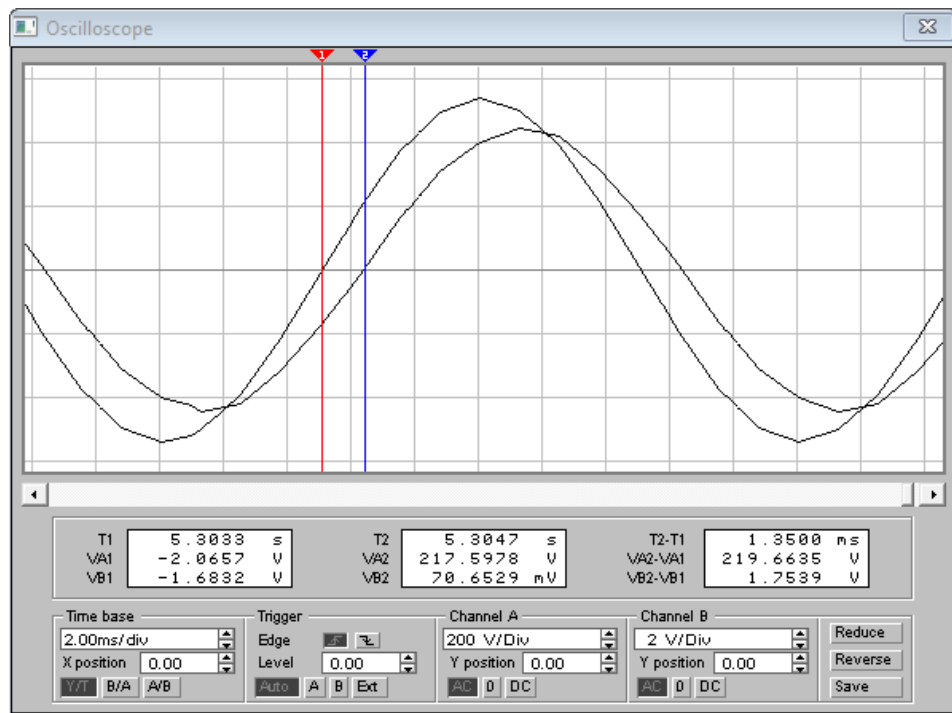 Oscilloscope
1 2
T1 5.3033 s T2 5.3047 s T2-T1 1.3500 ms
VA1 -2.0657 V VA2 217.5978 V VA2-VA1 219.6635 V
VB1 -1.6832 V VB2 70.6529 mV VB2-VB1 1.7539 V
Time base Trigger Channel A Channel B
2.00ms/div Edge 200 V/Div 2 V/Div Reduce
X position 0.00 Level 0.00 Y position 0.00 Y position 0.00 Reverse
Y/T B/A A/B Auto A B Ext AC 0 DC AC 0 DC Save